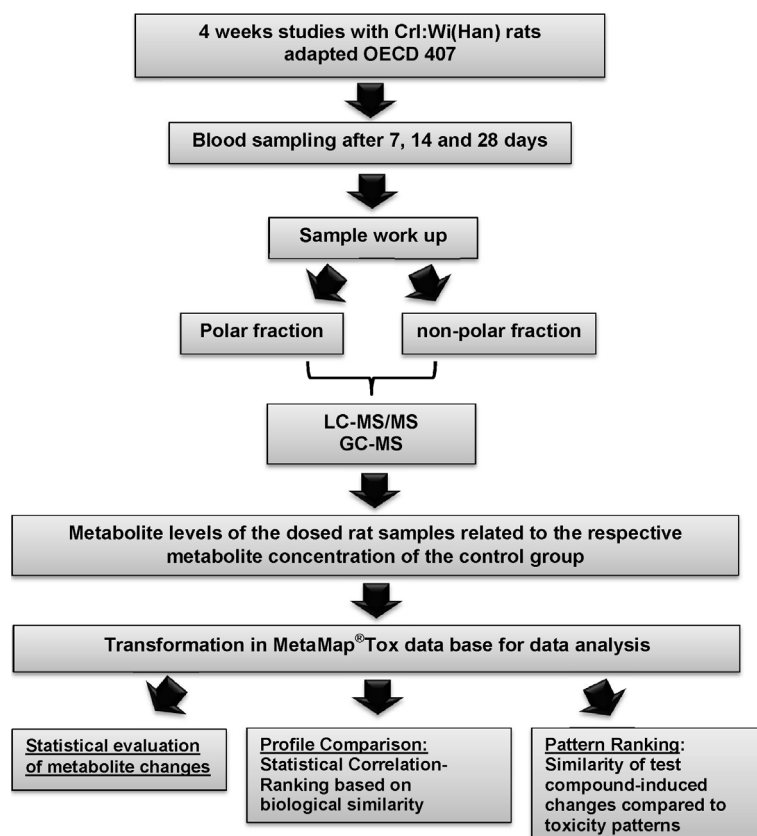 4 weeks studies with Crl:Wi(Han) rats
adapted OECD 407
Blood sampling after 7, 14 and 28 days
Sample work up
Polar fraction
non-polar fraction
LC-MS/MS
GC-MS
Metabolite levels of the dosed rat samples related to the respective
metabolite concentration of the control group
Transformation in MetaMap®Tox data base for data analysis
Statistical evaluation
of metabolite changes
Profile Comparison:
Statistical Correlation-
Ranking based on
biological similarity
Pattern Ranking:
Similarity of test
compound-induced
changes compared to
toxicity patterns